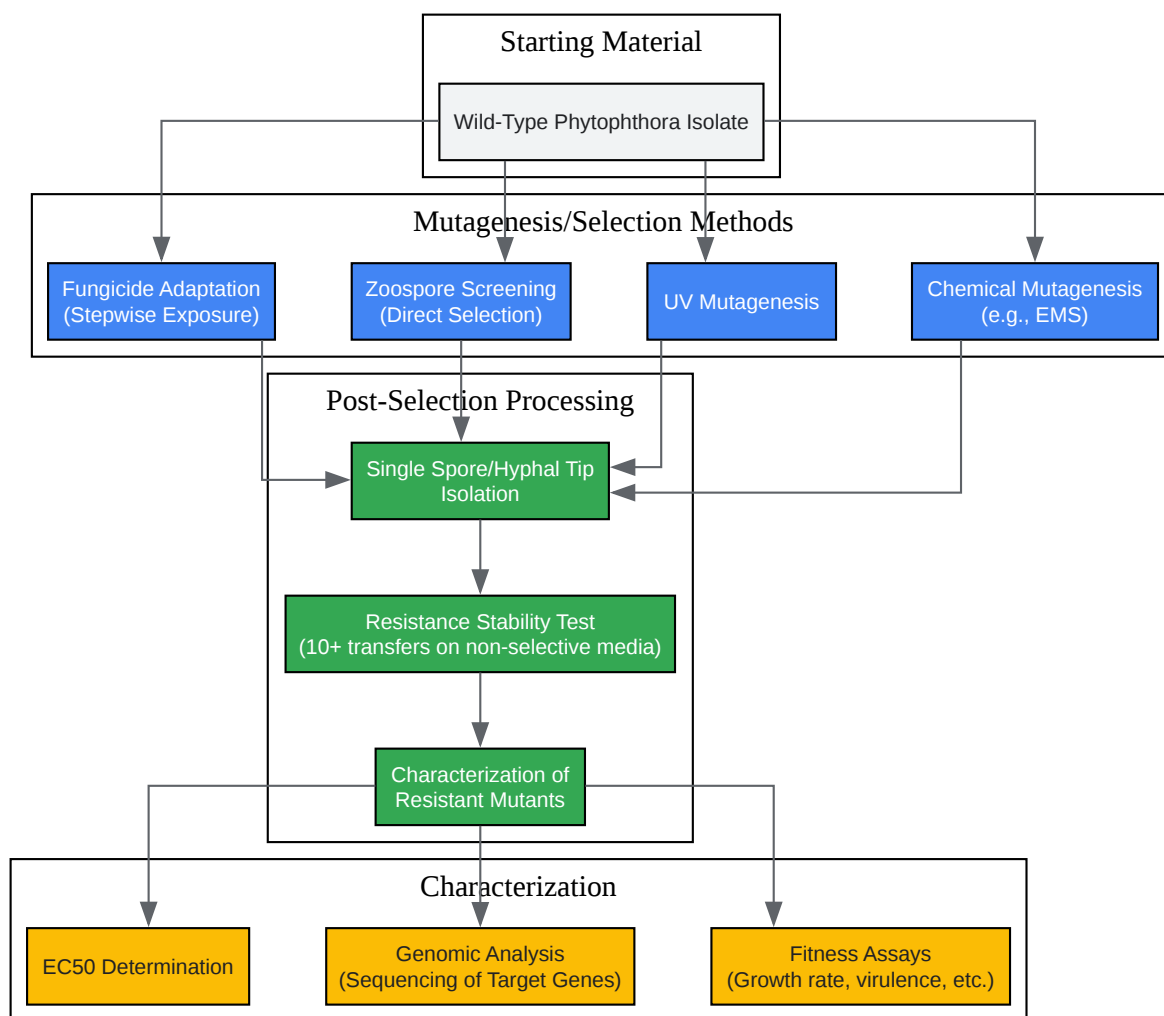 Starting Material
Wild-Type Phytophthora Isolate
Mutagenesis/Selection Methods
Fungicide Adaptation
(Stepwise Exposure)
Zoospore Screening
(Direct Selection)
UV Mutagenesis
Chemical Mutagenesis
(e.g., EMS)
Post-Selection Processing
Single Spore/Hyphal Tip
Isolation
Resistance Stability Test
(10+ transfers on non-selective media)
Characterization of
Resistant Mutants
Characterization
EC50 Determination
Genomic Analysis
(Sequencing of Target Genes)
Fitness Assays
(Growth rate, virulence, etc.)